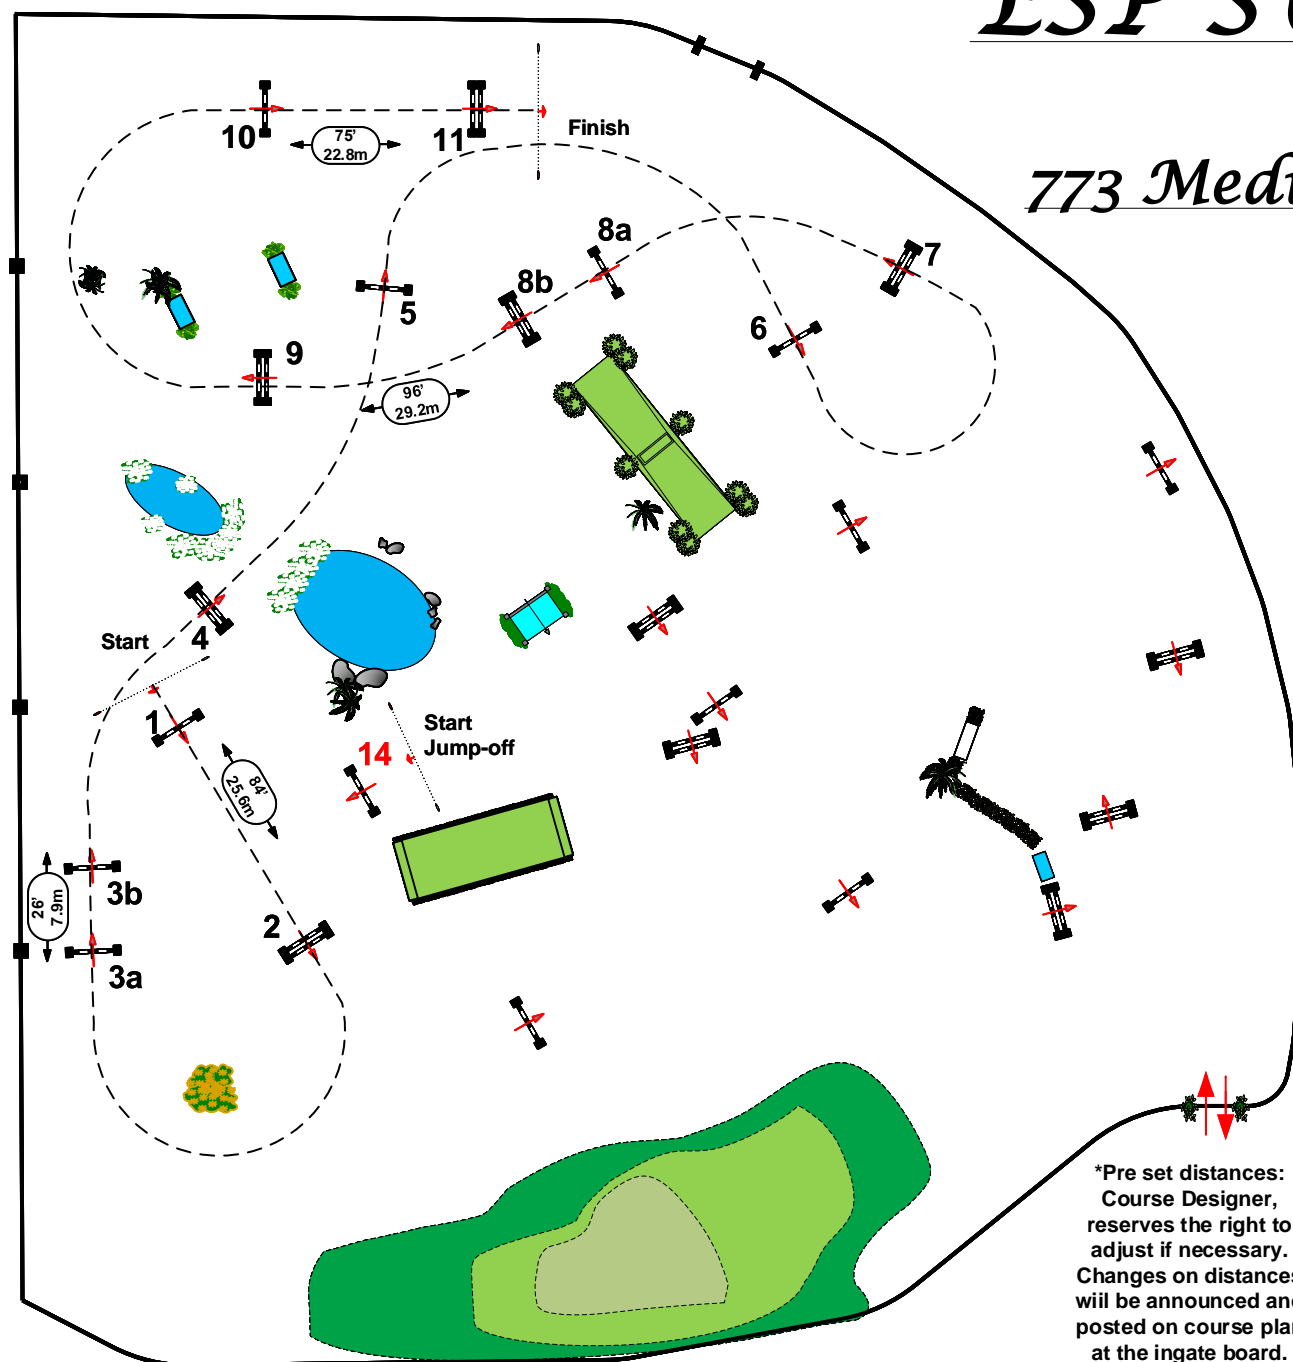 ESP S
773 Medi
10
75'
22.8m
11
Finish
8a
7
8b
5
6
9
96'
29.2m
4
Start
1
Start
Jump-off
14
84'
25.6m
3b
26'
7.9m
2
3a
*Pre set distances:
Course Designer,
reserves the right to
adjust if necessary.
Changes on distances
wiil be announced and
posted on course plan
at the ingate board.